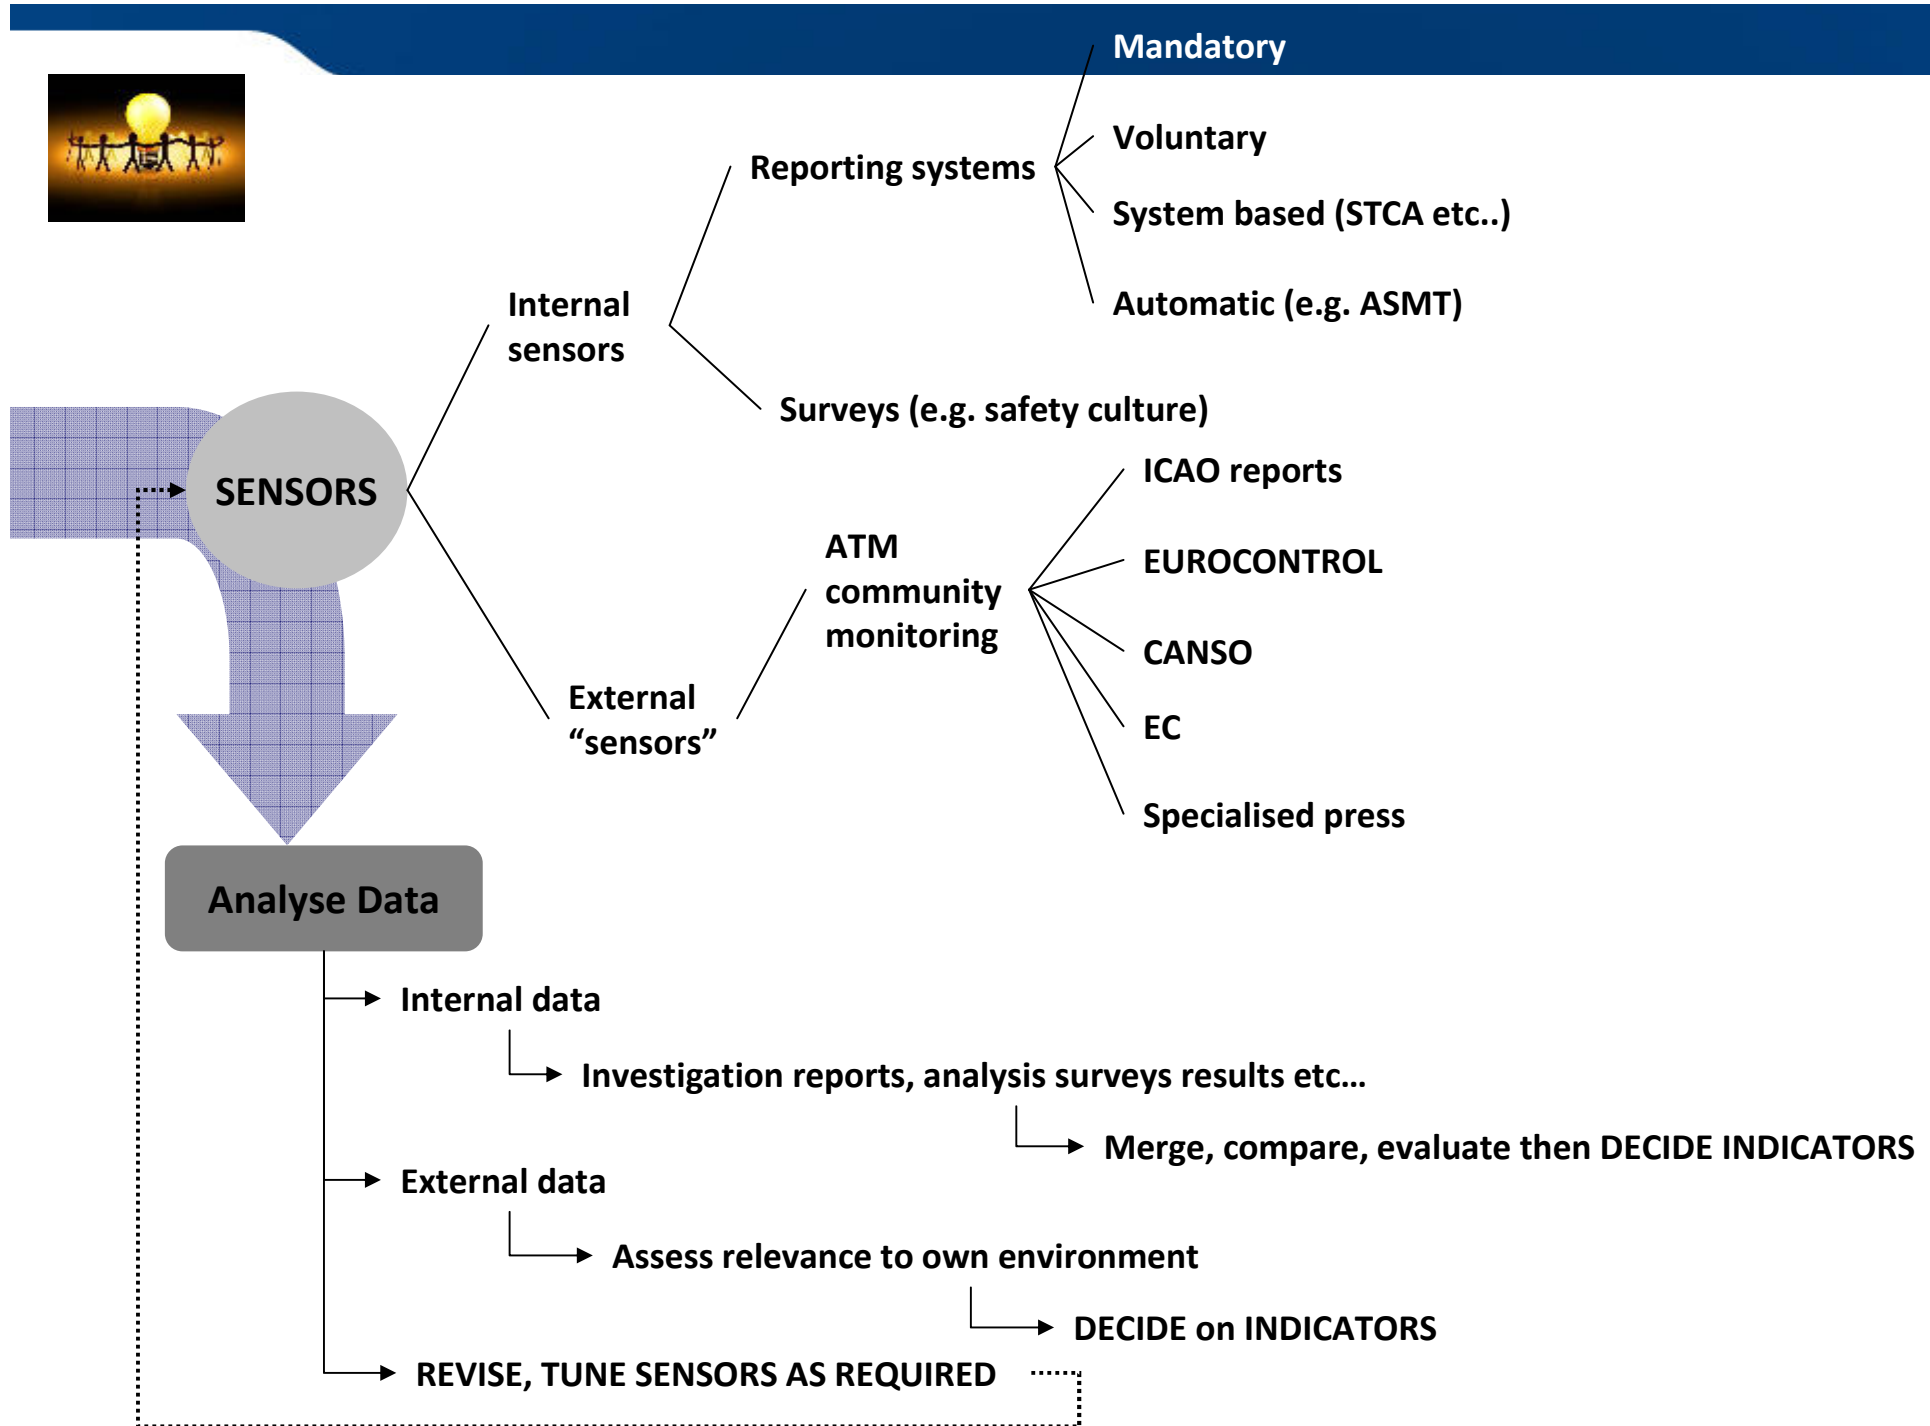 Mandatory
Voluntary
Reporting systems
System based (STCA etc..)
Automatic (e.g. ASMT)
Internal
sensors
Surveys (e.g. safety culture)
SENSORS
ICAO reports
EUROCONTROL
ATM
community
monitoring
CANSO
External
“sensors”
EC
Specialised press
Analyse Data
Internal data
Investigation reports, analysis surveys results etc…
Merge, compare, evaluate then DECIDE INDICATORS
External data
Assess relevance to own environment
DECIDE on INDICATORS
REVISE, TUNE SENSORS AS REQUIRED